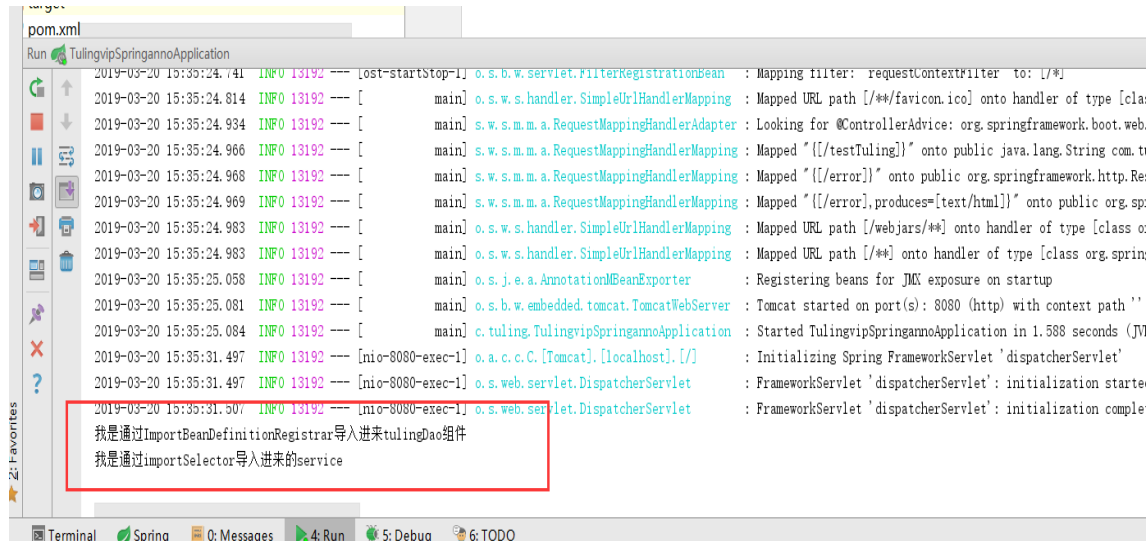 target
pom.xml
Run TulingvipSpringannoApplication
2019-03-20 15:35:24.741 INFO 13192 --- [ost-startStop-1] o.s.b.w.servlet.FilterRegistrationBean : Mapping filter: 'requestContextFilter' to: [/*]
2019-03-20 15:35:24.814 INFO 13192 --- [ main] o.s.w.s.handler.SimpleUrlHandlerMapping : Mapped URL path [/**/favicon.ico] onto handler of type [clas
2019-03-20 15:35:24.934 INFO 13192 --- [ main] s.w.s.m.m.a.RequestMappingHandlerAdapter : Looking for @ControllerAdvice: org.springframework.boot.web.
2019-03-20 15:35:24.966 INFO 13192 --- [ main] s.w.s.m.m.a.RequestMappingHandlerMapping : Mapped "{[/testTuling]}" onto public java.lang.String com.tu
2019-03-20 15:35:24.968 INFO 13192 --- [ main] s.w.s.m.m.a.RequestMappingHandlerMapping : Mapped "{[/error]}" onto public org.springframework.http.Res
2019-03-20 15:35:24.969 INFO 13192 --- [ main] s.w.s.m.m.a.RequestMappingHandlerMapping : Mapped "{[/error],produces=[text/html]}" onto public org.spr
2019-03-20 15:35:24.983 INFO 13192 --- [ main] o.s.w.s.handler.SimpleUrlHandlerMapping : Mapped URL path [/webjars/**] onto handler of type [class or
2019-03-20 15:35:24.983 INFO 13192 --- [ main] o.s.w.s.handler.SimpleUrlHandlerMapping : Mapped URL path [/**] onto handler of type [class org.spring
2019-03-20 15:35:25.058 INFO 13192 --- [ main] o.s.j.e.a.AnnotationMBeanExporter : Registering beans for JMX exposure on startup
2019-03-20 15:35:25.081 INFO 13192 --- [ main] o.s.b.w.embedded.tomcat.TomcatWebServer : Tomcat started on port(s): 8080 (http) with context path ''
2019-03-20 15:35:25.084 INFO 13192 --- [ main] c.tuling.TulingvipSpringannoApplication : Started TulingvipSpringannoApplication in 1.588 seconds (JVM
2019-03-20 15:35:31.497 INFO 13192 --- [nio-8080-exec-1] o.a.c.c.C.[Tomcat].[localhost].[/] : Initializing Spring FrameworkServlet 'dispatcherServlet'
2019-03-20 15:35:31.497 INFO 13192 --- [nio-8080-exec-1] o.s.web.servlet.DispatcherServlet : FrameworkServlet 'dispatcherServlet': initialization started
2019-03-20 15:35:31.507 INFO 13192 --- [nio-8080-exec-1] o.s.web.servlet.DispatcherServlet : FrameworkServlet 'dispatcherServlet': initialization complet
我是通过ImportBeanDefinitionRegistrar导入进来tulingDao组件
我是通过importSelector导入进来的service
2: Favorites
Terminal Spring 0: Messages 4: Run 5: Debug 6: TODO